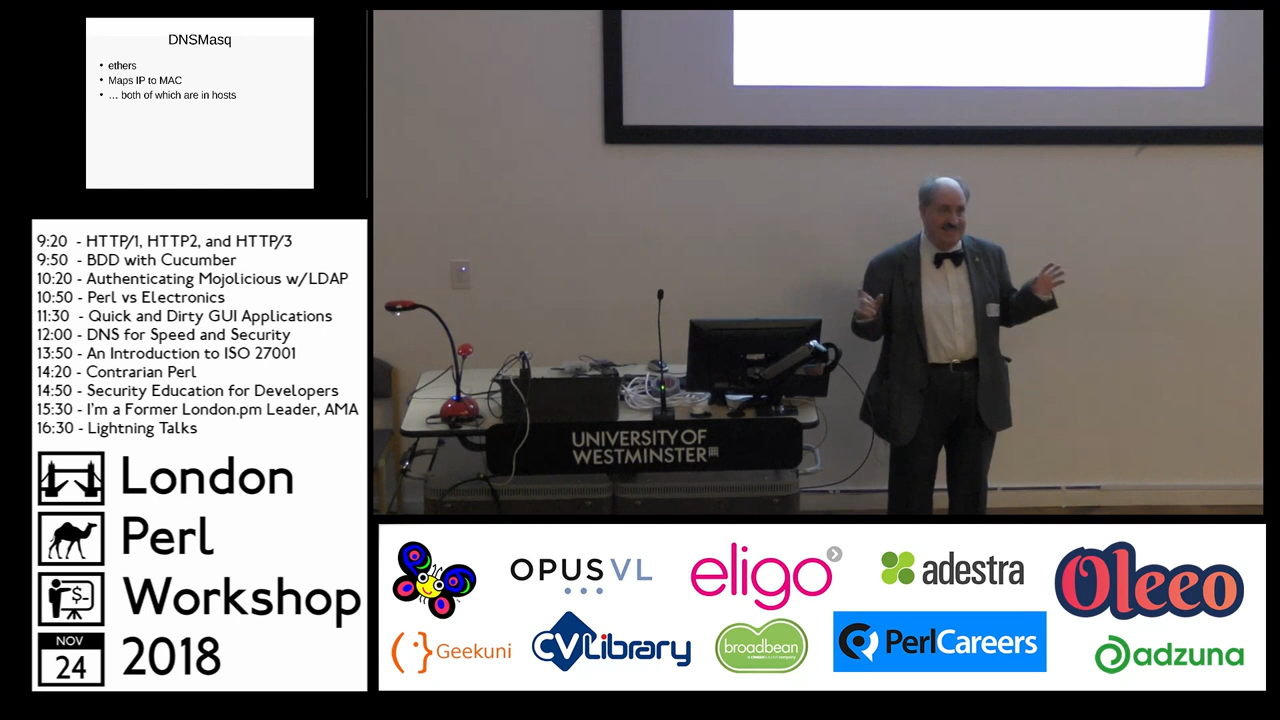 DNSMasq
• ethers
• Maps IP to MAC
• ... both of which are in hosts
9:20 - HTTP/1, HTTP2, and HTTP/3
9:50 - BDD with Cucumber
10:20 - Authenticating Mojolicious w/LDAP
10:50 - Perl vs Electronics
11:30 - Quick and Dirty GUI Applications
12:00 - DNS for Speed and Security
13:50 - An Introduction to ISO 27001
14:20 - Contrarian Perl
14:50 - Security Education for Developers
15:30 - I'm a Former London.pm Leader, AMA
16:30 - Lightning Talks
London
Perl
$-
Workshop
NOV
24
2018
UNIVERSITY OF
WESTMINSTER
OPUS VL
eligo
adestra
Oleeo
Geekuni
CVLibrary
broadbean
PerlCareers
adzuna